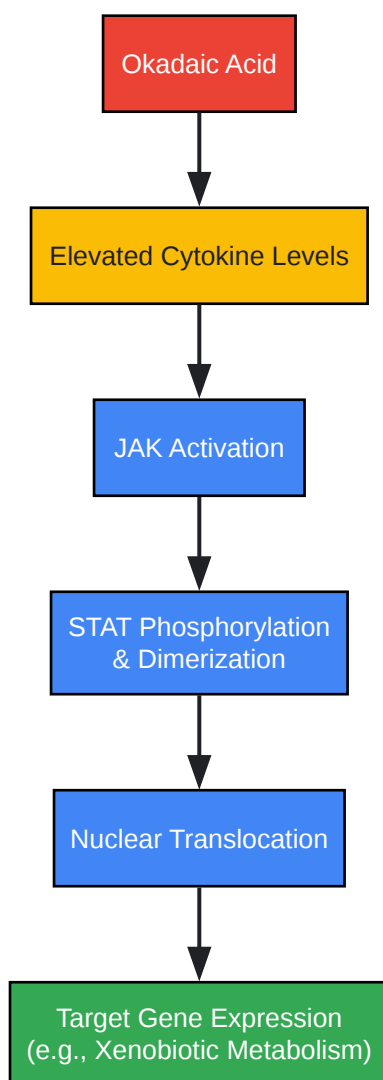 Okadaic Acid
Elevated Cytokine Levels
JAK Activation
STAT Phosphorylation
& Dimerization
Nuclear Translocation
Target Gene Expression
(e.g., Xenobiotic Metabolism)